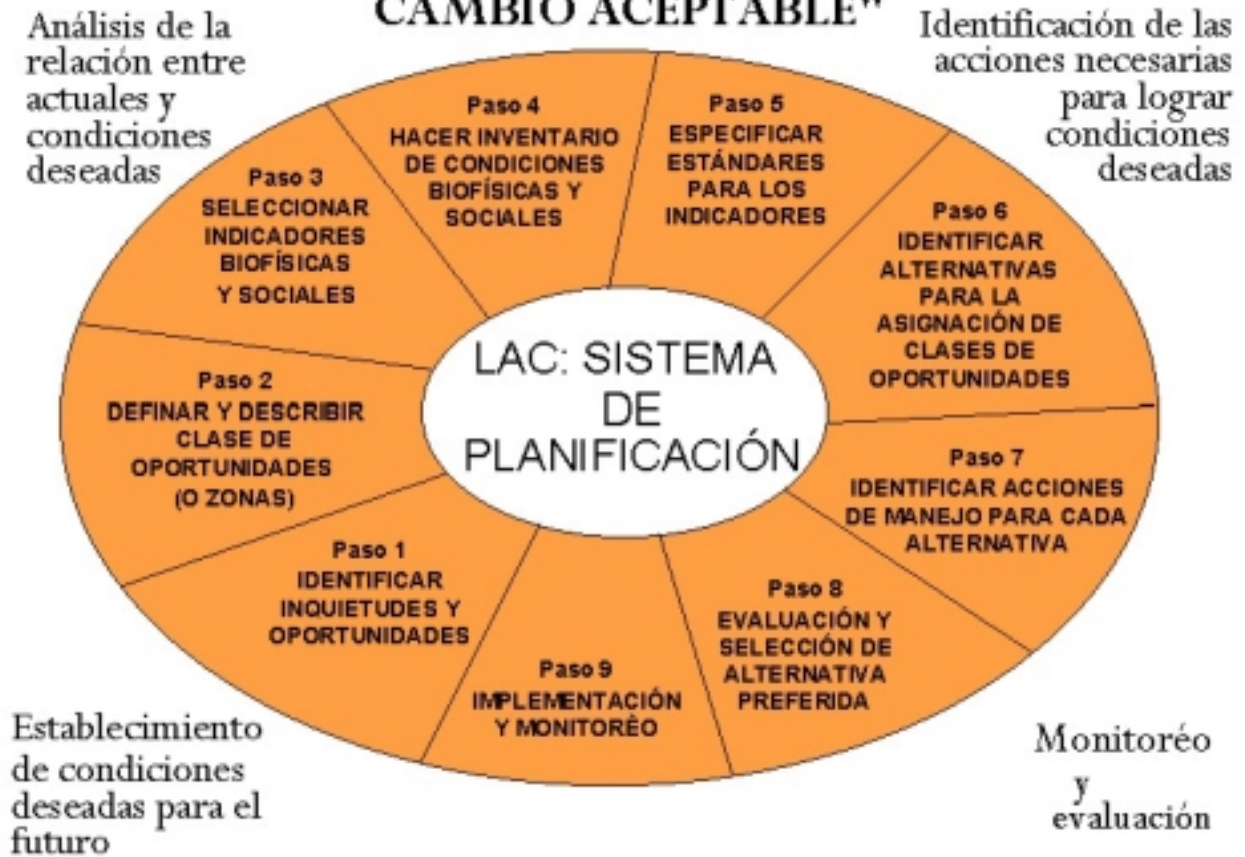 CAMBIO ACEPTABLE"
Análisis de la
relación entre
actuales y
condiciones
deseadas
Identificación de las
acciones necesarias
para lograr
condiciones
deseadas
Paso 4
HACER INVENTARIO
DE CONDICIONES
BIOFÍSICAS Y
SOCIALES
Paso 5
ESPECIFICAR
ESTÁNDARES
PARA LOS
INDICADORES
Paso 3
SELECCIONAR
INDICADORES
BIOFÍSICAS
Y SOCIALES
Paso 6
IDENTIFICAR
ALTERNATIVAS
PARA LA
ASIGNACIÓN DE
CLASES DE
OPORTUNIDADES
LAC: SISTEMA
DE
PLANIFICACIÓN
Paso 2
DEFINAR Y DESCRIBIR
CLASE DE
OPORTUNIDADES
(O ZONAS)
Paso 7
IDENTIFICAR ACCIONES
DE MANEJO PARA CADA
ALTERNATIVA
Paso 1
IDENTIFICAR
INQUIETUDES Y
OPORTUNIDADES
Paso 8
EVALUACIÓN Y
SELECCIÓN DE
ALTERNATIVA
PREFERIDA
Paso 9
IMPLEMENTACIÓN
Y MONITORÉO
Establecimiento
de condiciones
deseadas para el
futuro
Monitoréo
y
evaluación